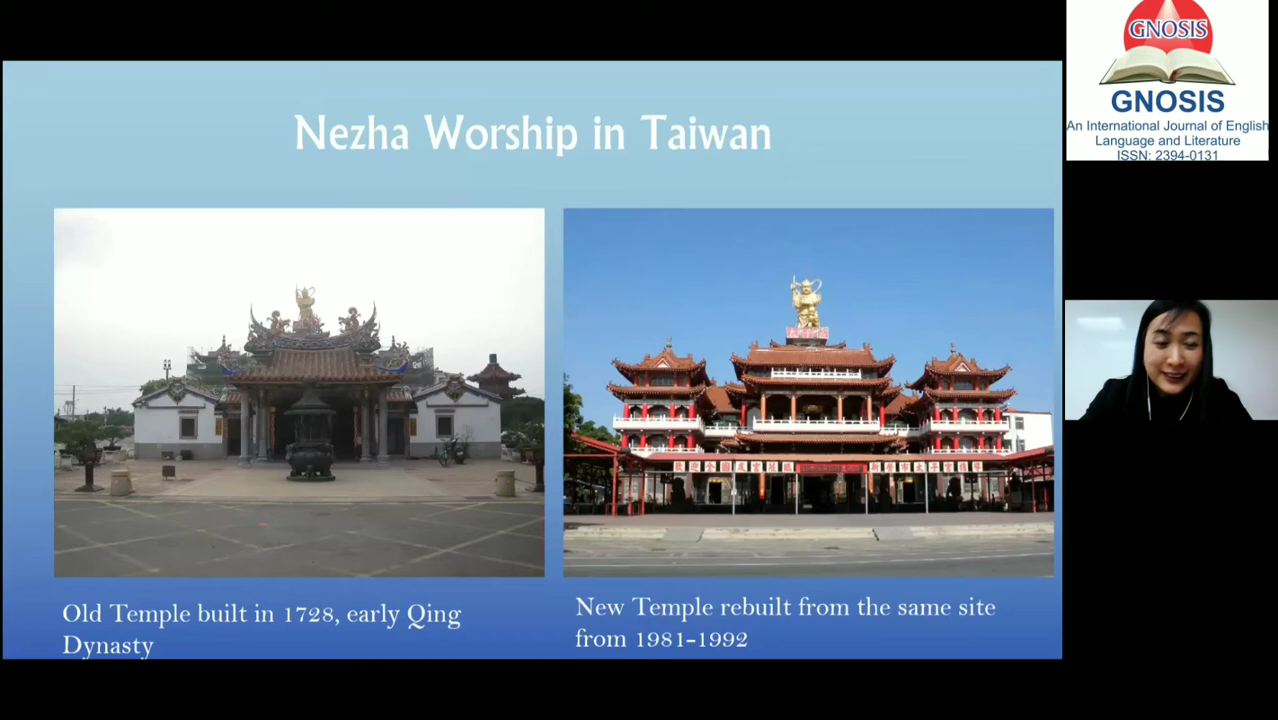 Nezha Worship in Taiwan
Old Temple built in 1728, early Qing
Dynasty
New Temple rebuilt from the same site
from 1981-1992
GNOSIS
GNOSIS
An International Journal of English
Language and Literature
ISSN: 2394-0131